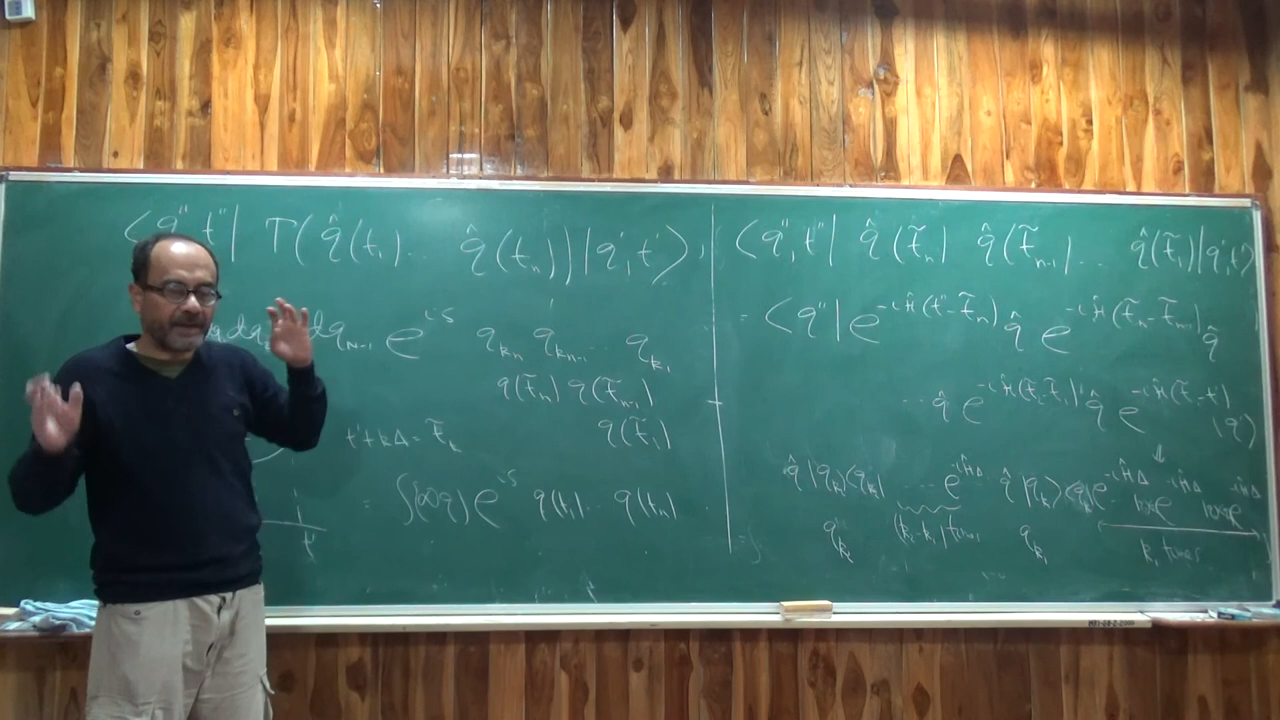 ⟨q'' t''| T(q̂(t₁)... q̂(tₙ))|q', t'⟩,
dq_{N-1} e^{iS} q_{kₙ} q_{kₙ₋₁} ... q_{k₁}
q(t̃ₙ) q(t̃ₙ₋₁)
q(t̃₁)
t'+kΔ = t̃ₖ
= ∫(𝒟q) e^{iS} q(t₁)... q(tₙ)
1
t'
⟨q'', t''| q̂(t̃ₙ) q̂(t̃ₙ₋₁)... q̂(t̃₁)|q', t'⟩
= ⟨q''| e^{-iĤ(t''-t̃ₙ)} q̂ e^{-iĤ(t̃ₙ-t̃ₙ₋₁)} q̂
... q̂ e^{-iĤ(t̃₂-t̃₁)} q̂ e^{-iĤ(t̃₁-t')} |q'⟩
⇓
q̂|q_{k₂}⟩⟨q_{k₂}| ... e^{-iĤΔ} q̂|q_{k₁}⟩⟨q_{k₁}| e^{-iĤΔ} e^{-iĤΔ} e^{-iĤΔ}
q_{k₂} (k₂-k₁) times q_{k₁} k₁ times